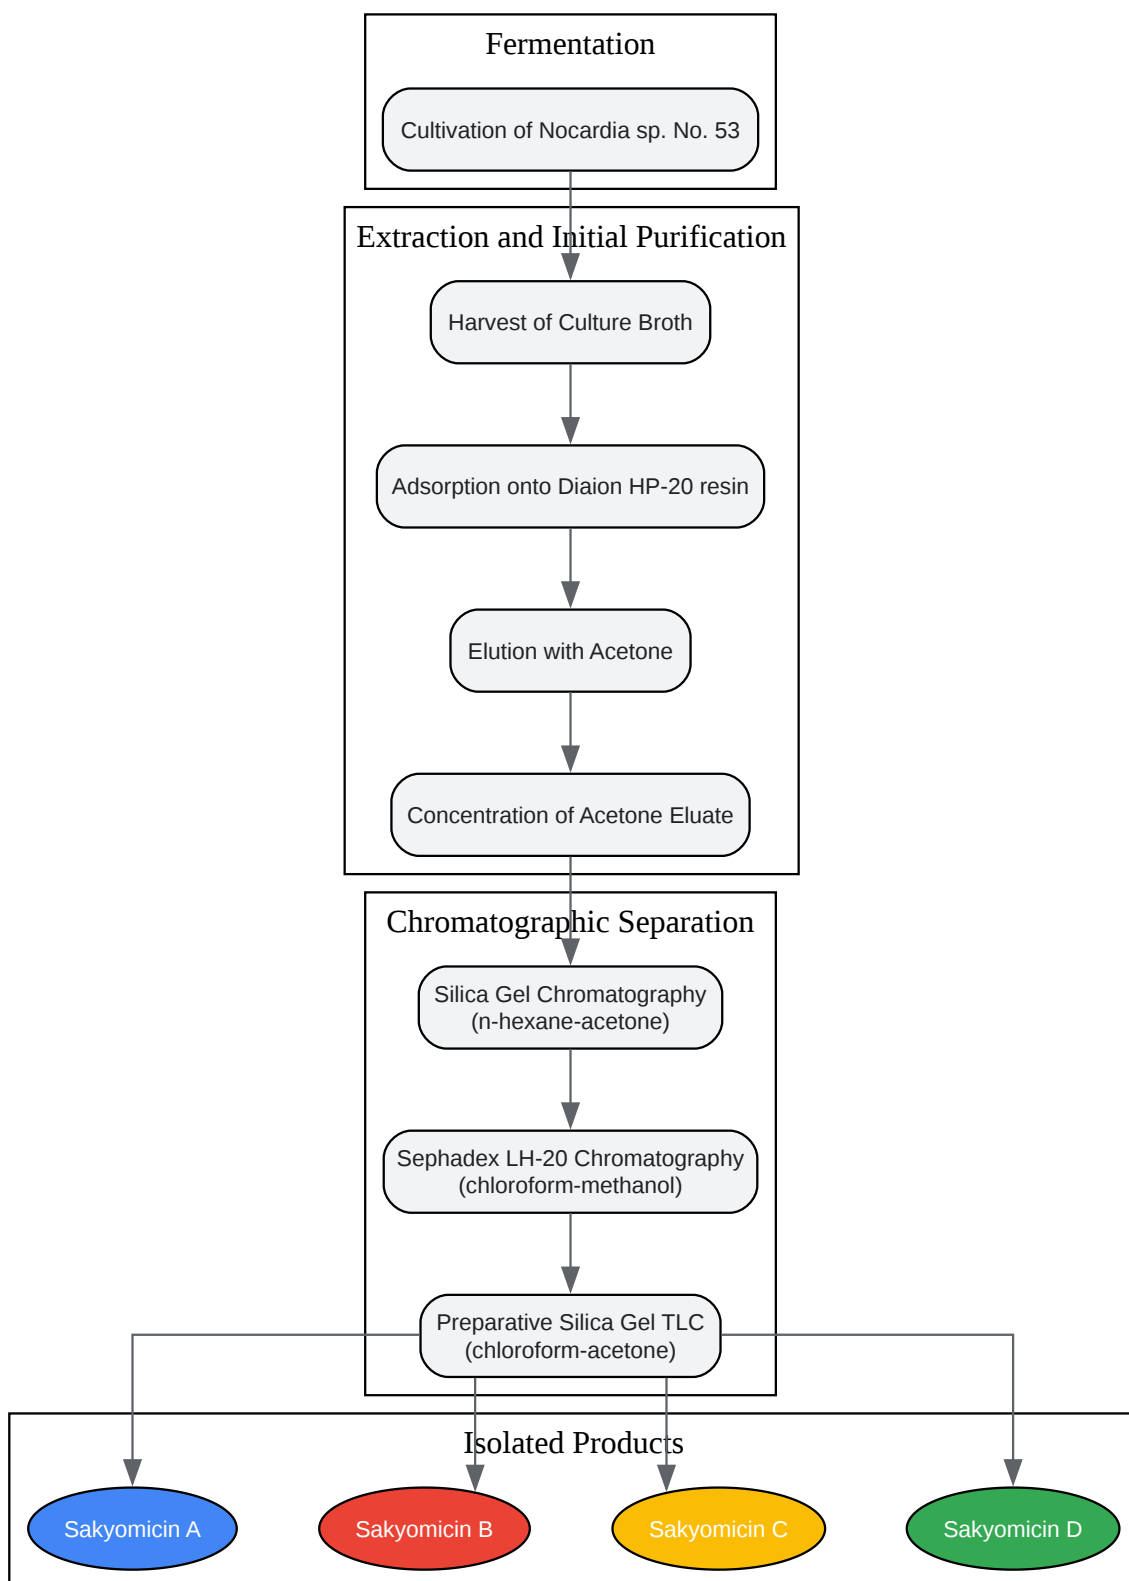 Fermentation
Cultivation of Nocardia sp. No. 53
Extraction and Initial Purification
Harvest of Culture Broth
Adsorption onto Diaion HP-20 resin
Elution with Acetone
Concentration of Acetone Eluate
Chromatographic Separation
Silica Gel Chromatography
(n-hexane-acetone)
Sephadex LH-20 Chromatography
(chloroform-methanol)
Preparative Silica Gel TLC
(chloroform-acetone)
Isolated Products
Sakyomicin A
Sakyomicin B
Sakyomicin C
Sakyomicin D